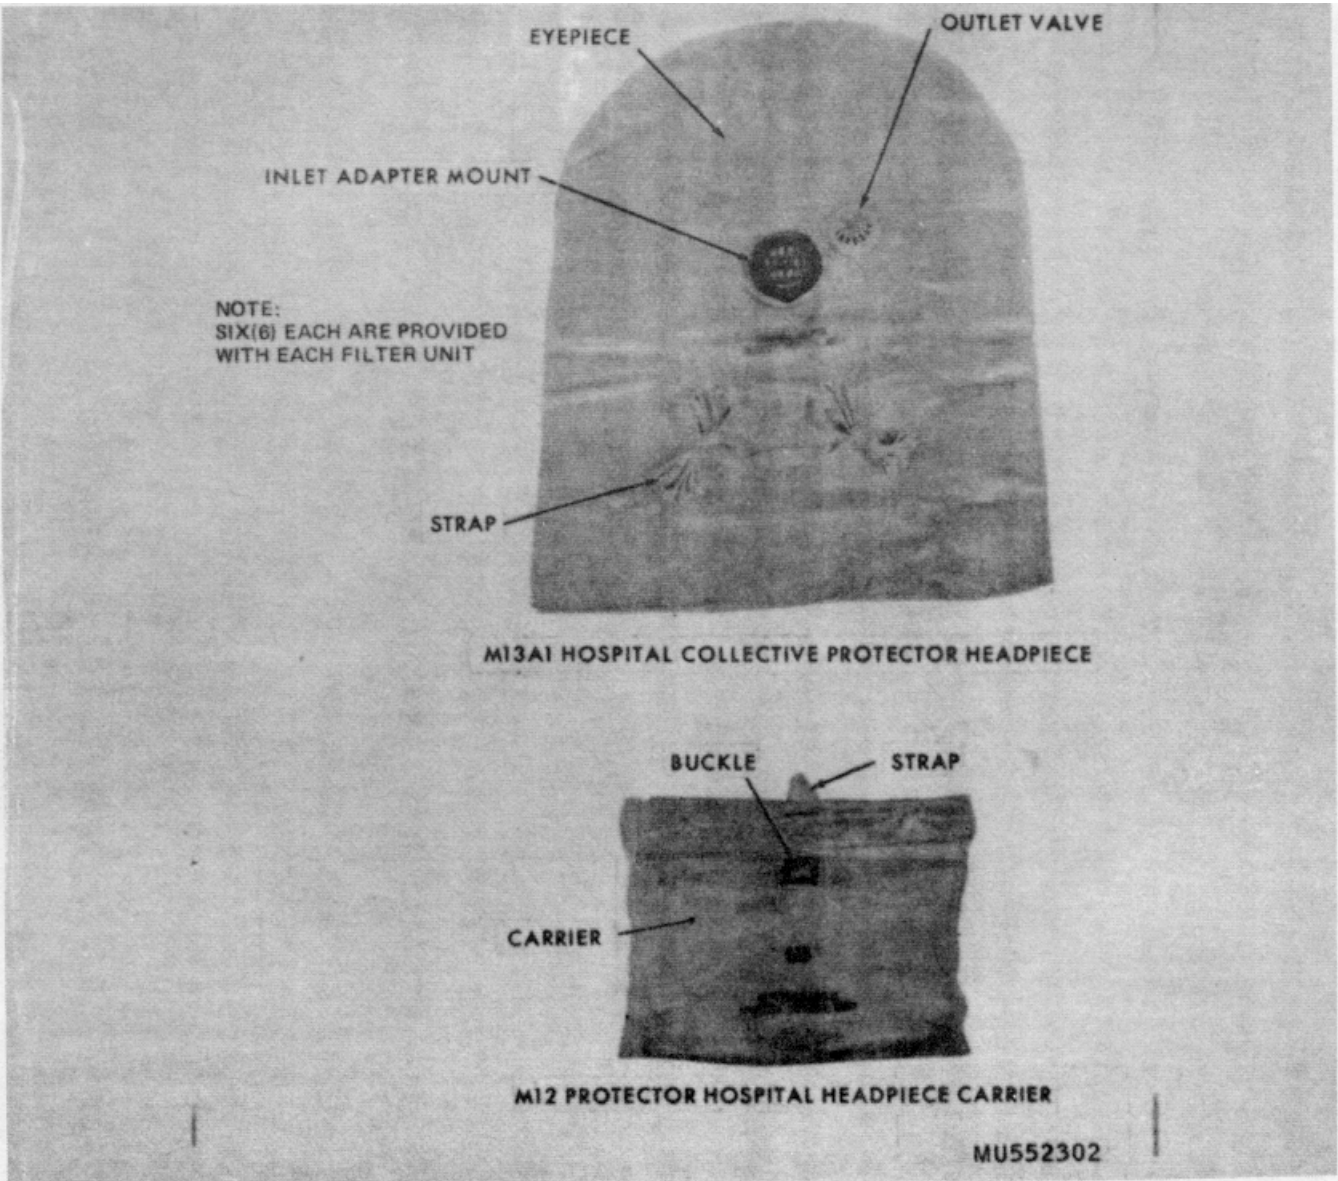 EYEPIECE
OUTLET VALVE
INLET ADAPTER MOUNT
NOTE:
SIX(6) EACH ARE PROVIDED
WITH EACH FILTER UNIT
STRAP
M13A1 HOSPITAL COLLECTIVE PROTECTOR HEADPIECE
BUCKLE
STRAP
CARRIER
M12 PROTECTOR HOSPITAL HEADPIECE CARRIER
MU552302